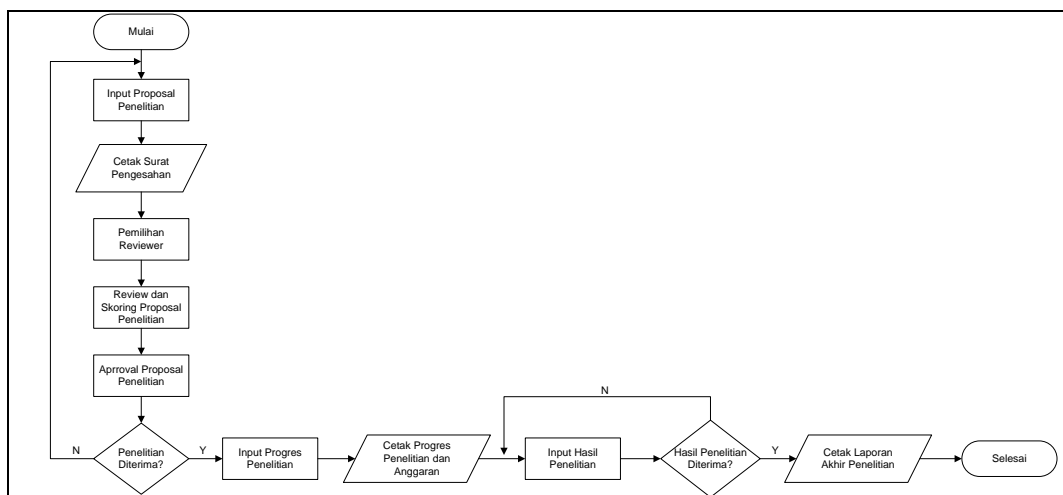 Mulai
Input Proposal
Penelitian
Cetak Surat
Pengesahan
Pemilihan
Reviewer
Review dan
Skoring Proposal
Penelitian
Aprroval Proposal
Penelitian
Penelitian
Diterima?
N
Y
Input Progres
Penelitian
Cetak Progres
Penelitian dan
Anggaran
Input Hasil
Penelitian
N
Hasil Penelitian
Diterima?
Y
Cetak Laporan
Akhir Penelitian
Selesai